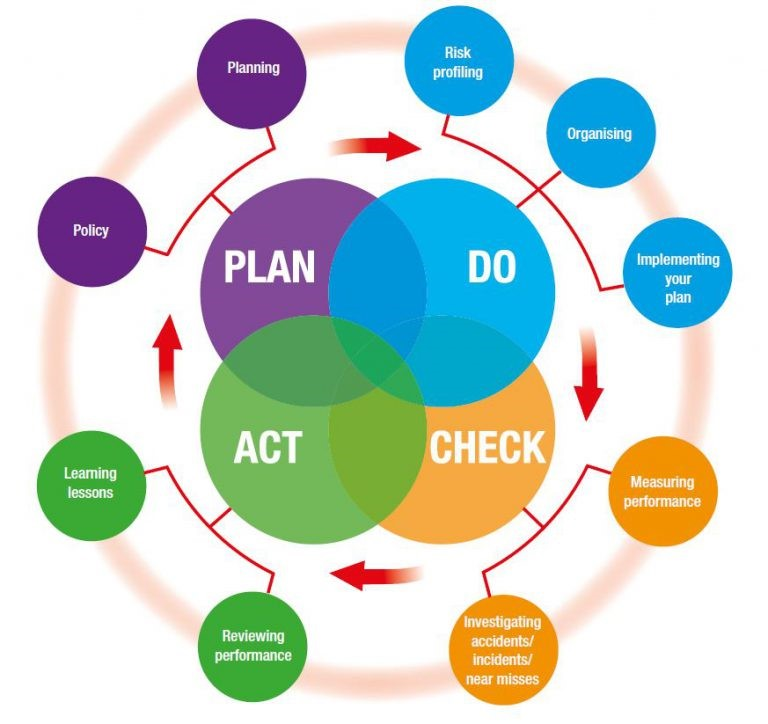 Planning
Policy
Risk
profiling
Organising
Implementing
your
plan
PLAN
DO
ACT
CHECK
Learning
lessons
Reviewing
performance
Measuring
performance
Investigating
accidents/
incidents/
near misses